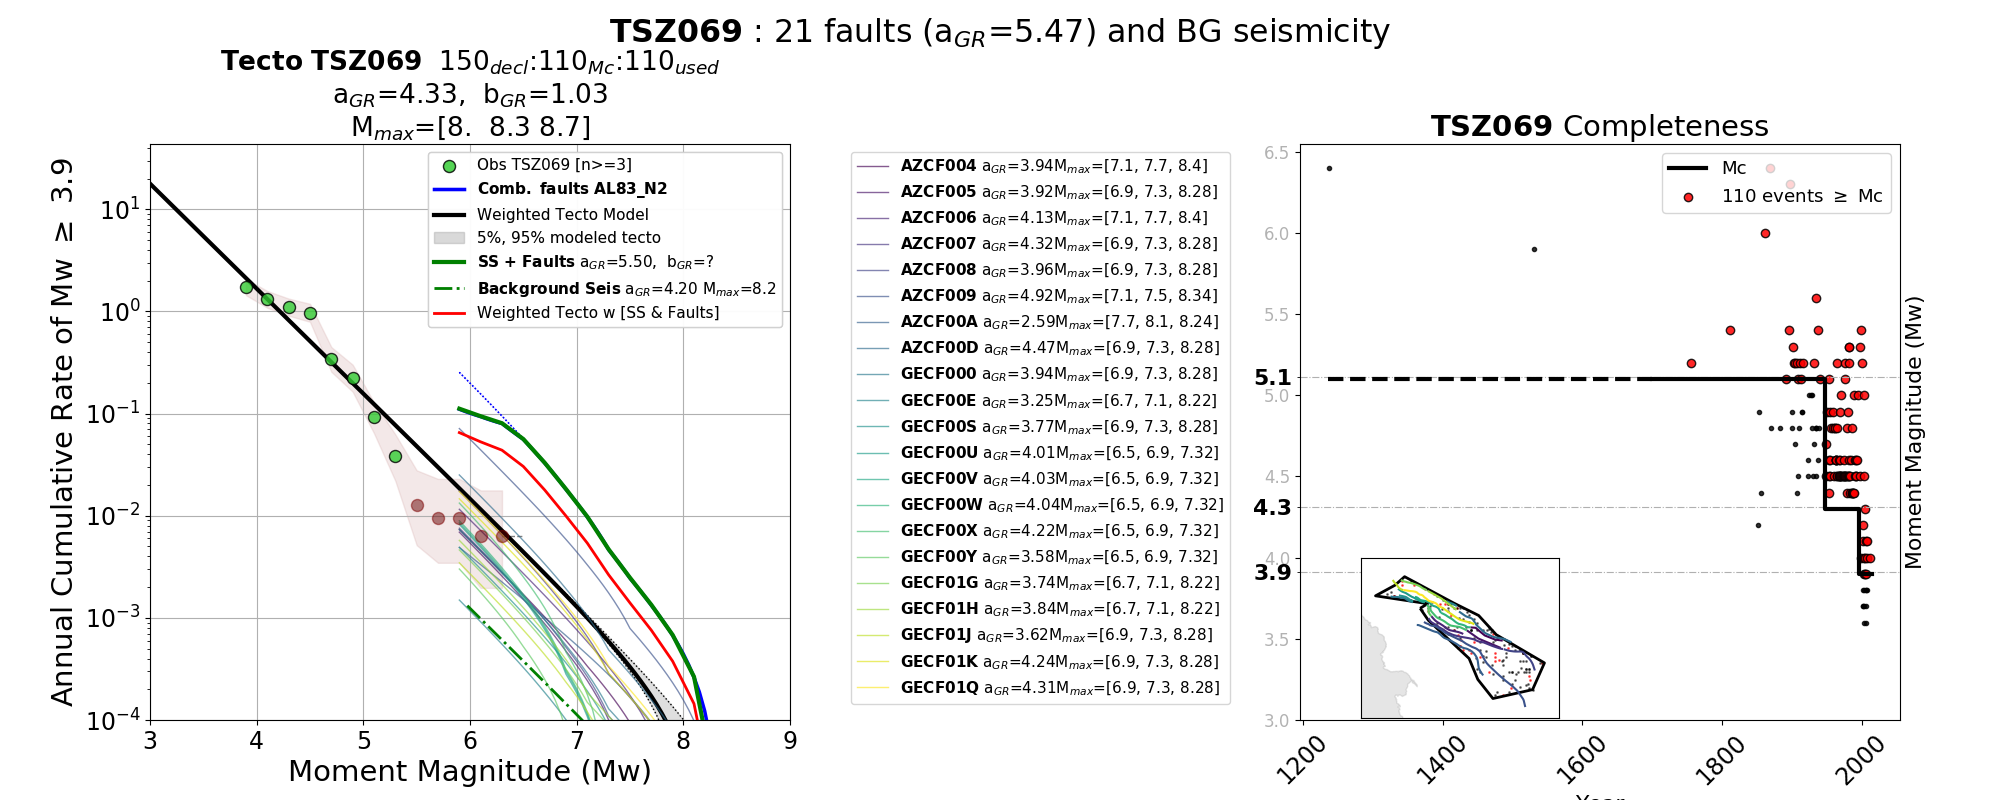 TSZ069 : 21 faults (aGR=5.47) and BG seismicity
Tecto TSZ069 150decl:110Mc:110used
aGR=4.33, bGR=1.03
Mmax=[8. 8.3 8.7]
Annual Cumulative Rate of Mw ≥ 3.9
10^1
10^0
10^−1
10^−2
10^−3
10^−4
3 4 5 6 7 8 9
Moment Magnitude (Mw)
Obs TSZ069 [n>=3]
Comb. faults AL83_N2
Weighted Tecto Model
5%, 95% modeled tecto
SS + Faults aGR=5.50, bGR=?
Background Seis aGR=4.20 Mmax=8.2
Weighted Tecto w [SS & Faults]
AZCF004 aGR=3.94Mmax=[7.1, 7.7, 8.4]
AZCF005 aGR=3.92Mmax=[6.9, 7.3, 8.28]
AZCF006 aGR=4.13Mmax=[7.1, 7.7, 8.4]
AZCF007 aGR=4.32Mmax=[6.9, 7.3, 8.28]
AZCF008 aGR=3.96Mmax=[6.9, 7.3, 8.28]
AZCF009 aGR=4.92Mmax=[7.1, 7.5, 8.34]
AZCF00A aGR=2.59Mmax=[7.7, 8.1, 8.24]
AZCF00D aGR=4.47Mmax=[6.9, 7.3, 8.28]
GECF000 aGR=3.94Mmax=[6.9, 7.3, 8.28]
GECF00E aGR=3.25Mmax=[6.7, 7.1, 8.22]
GECF00S aGR=3.77Mmax=[6.9, 7.3, 8.28]
GECF00U aGR=4.01Mmax=[6.5, 6.9, 7.32]
GECF00V aGR=4.03Mmax=[6.5, 6.9, 7.32]
GECF00W aGR=4.04Mmax=[6.5, 6.9, 7.32]
GECF00X aGR=4.22Mmax=[6.5, 6.9, 7.32]
GECF00Y aGR=3.58Mmax=[6.5, 6.9, 7.32]
GECF01G aGR=3.74Mmax=[6.7, 7.1, 8.22]
GECF01H aGR=3.84Mmax=[6.7, 7.1, 8.22]
GECF01J aGR=3.62Mmax=[6.9, 7.3, 8.28]
GECF01K aGR=4.24Mmax=[6.9, 7.3, 8.28]
GECF01Q aGR=4.31Mmax=[6.9, 7.3, 8.28]
TSZ069 Completeness
Mc
110 events ≥ Mc
6.5
6.0
5.5
5.1
5.0
4.5
4.3
4.0
3.9
3.5
3.0
Moment Magnitude (Mw)
1200 1400 1600 1800 2000